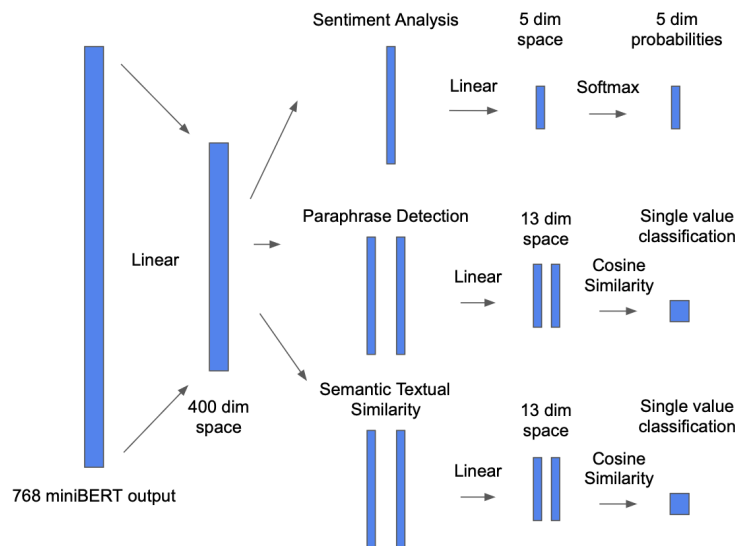 Sentiment Analysis
5 dim
space
5 dim
probabilities
Linear
Softmax
Linear
400 dim
space
768 miniBERT output
Paraphrase Detection
13 dim
space
Single value
classification
Linear
Cosine
Similarity
Semantic Textual
Similarity
13 dim
space
Single value
classification
Linear
Cosine
Similarity